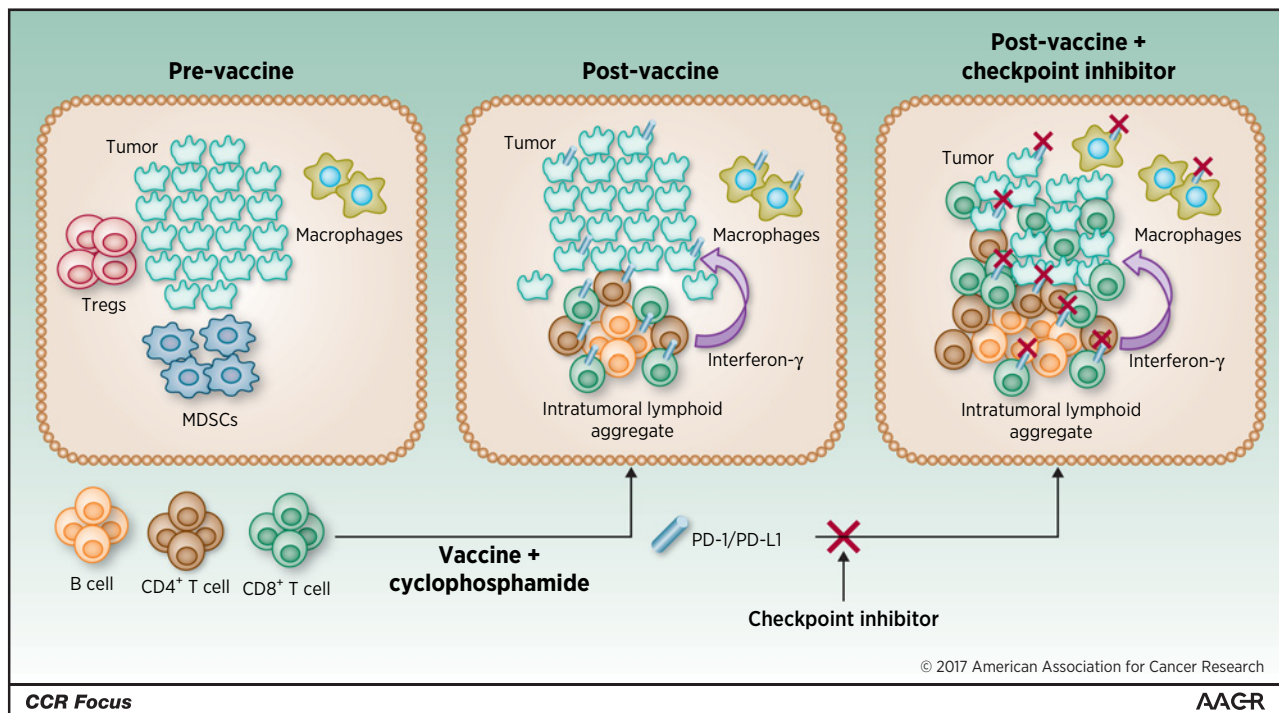 Pre-vaccine
Tumor
Macrophages
Tregs
MDSCs
Post-vaccine
Tumor
Macrophages
Interferon-γ
Intratumoral lymphoid
aggregate
Post-vaccine +
checkpoint inhibitor
Tumor
Macrophages
Interferon-γ
Intratumoral lymphoid
aggregate
B cell
CD4⁺ T cell
CD8⁺ T cell
Vaccine +
cyclophosphamide
PD-1/PD-L1
Checkpoint inhibitor
© 2017 American Association for Cancer Research
CCR Focus
AACR